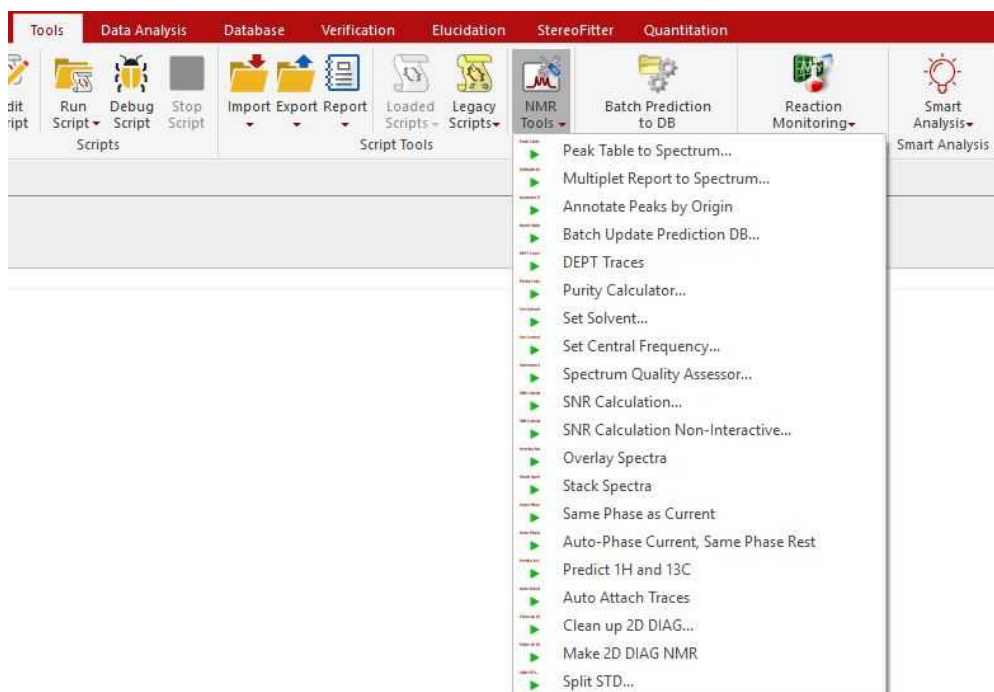 Tools Data Analysis Database Verification Elucidation StereoFitter Quantitation
dit Run Debug Stop Import Export Report Loaded Legacy NMR Batch Prediction Reaction Smart
ript Script Script Script Scripts Scripts Tools to DB Monitoring Analysis
Scripts Script Tools Smart Analysis
Peak Table to Spectrum...
Multiplet Report to Spectrum...
Annotate Peaks by Origin
Batch Update Prediction DB...
DEPT Traces
Purity Calculator...
Set Solvent...
Set Central Frequency...
Spectrum Quality Assessor...
SNR Calculation...
SNR Calculation Non-Interactive...
Overlay Spectra
Stack Spectra
Same Phase as Current
Auto-Phase Current, Same Phase Rest
Predict 1H and 13C
Auto Attach Traces
Clean up 2D DIAG...
Make 2D DIAG NMR
Split STD...